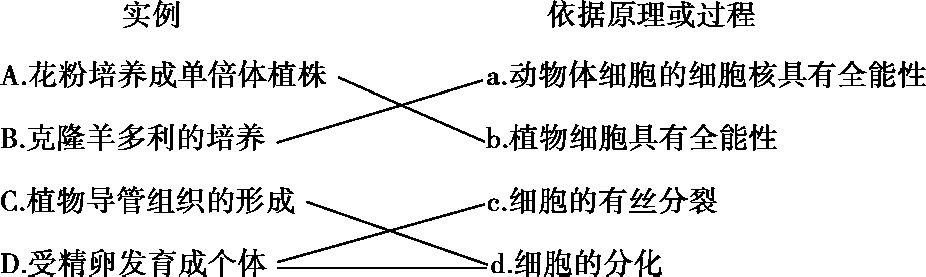 实例 依据原理或过程
A.花粉培养成单倍体植株 a.动物体细胞的细胞核具有全能性
B.克隆羊多利的培养 b.植物细胞具有全能性
C.植物导管组织的形成 c.细胞的有丝分裂
D.受精卵发育成个体 d.细胞的分化